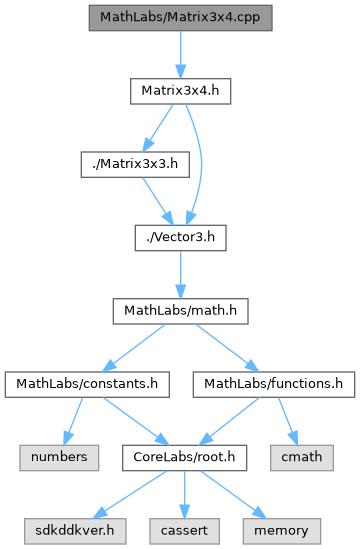 MathLabs/Matrix3x4.cpp
Matrix3x4.h
./Matrix3x3.h
./Vector3.h
MathLabs/math.h
MathLabs/constants.h
MathLabs/functions.h
numbers
CoreLabs/root.h
cmath
sdkddkver.h
cassert
memory